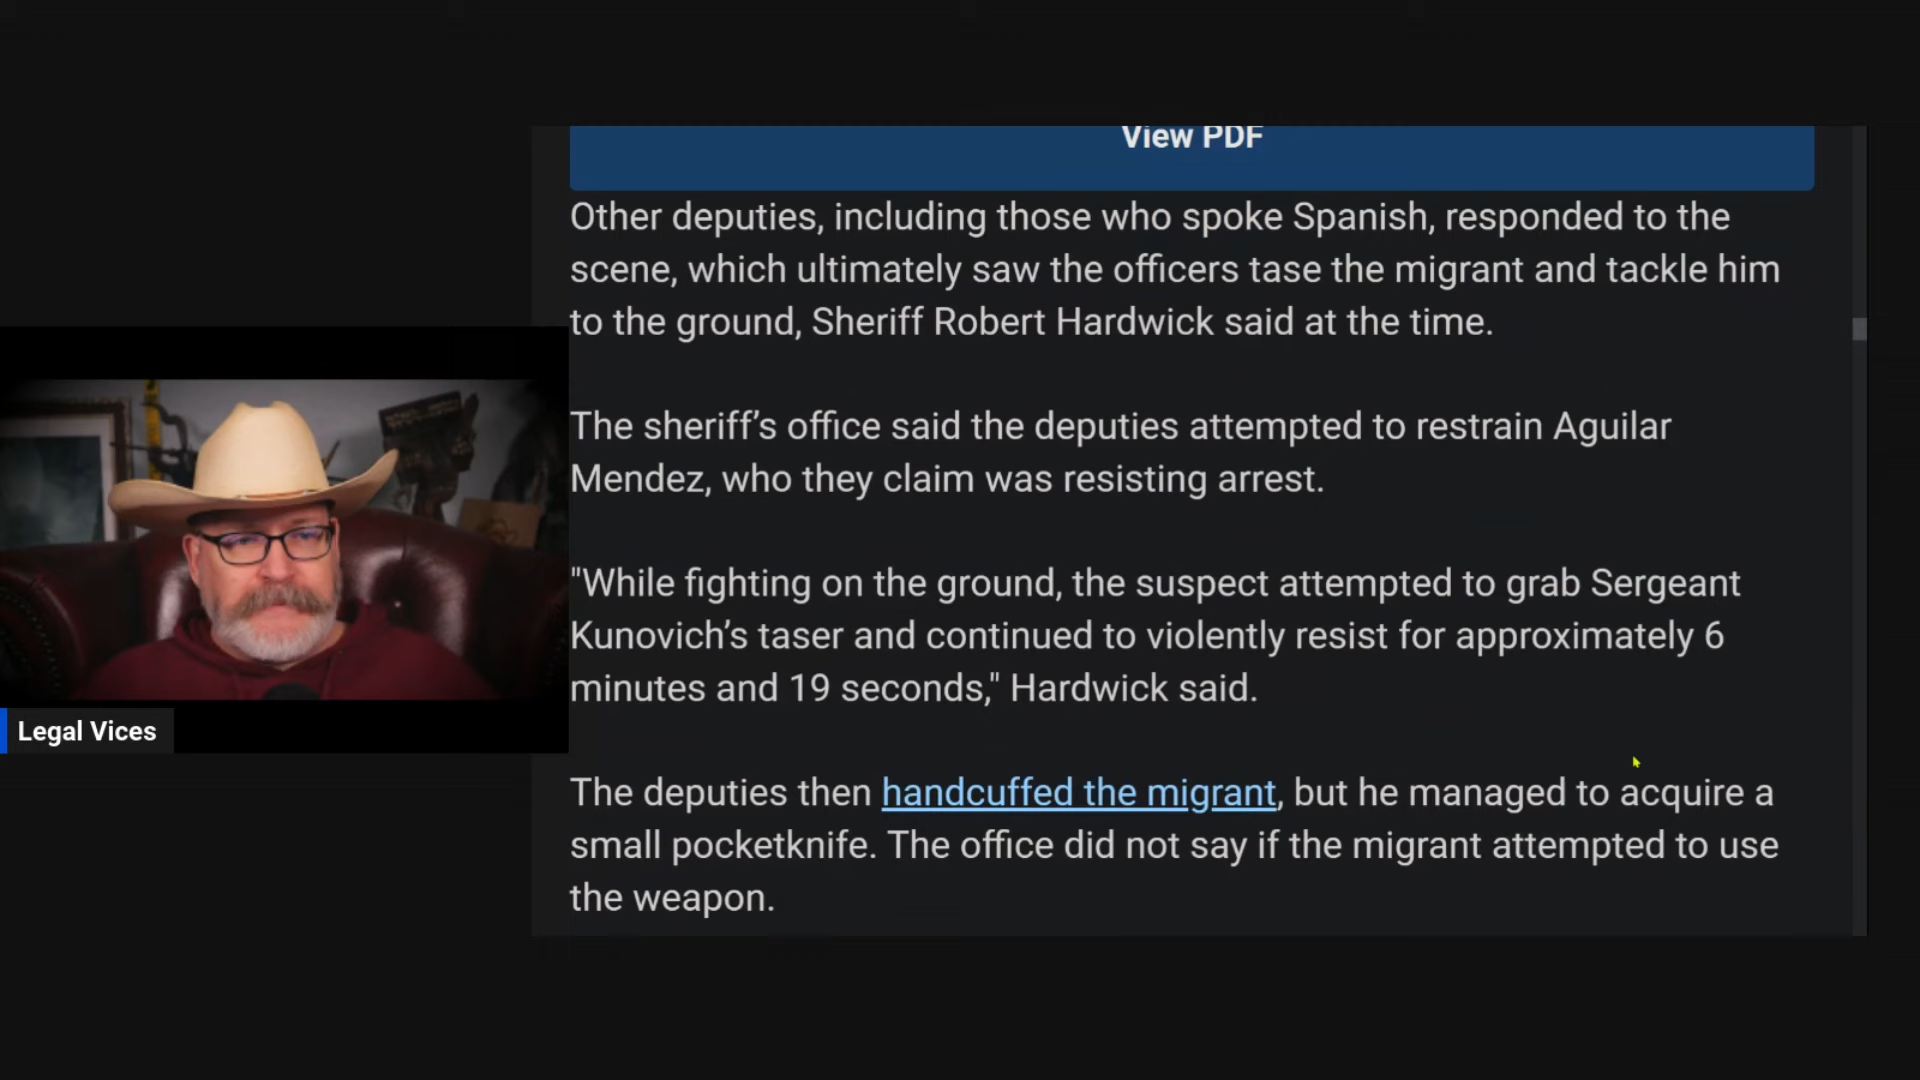 View PDF
Other deputies, including those who spoke Spanish, responded to the
scene, which ultimately saw the officers tase the migrant and tackle him
to the ground, Sheriff Robert Hardwick said at the time.
The sheriff’s office said the deputies attempted to restrain Aguilar
Mendez, who they claim was resisting arrest.
"While fighting on the ground, the suspect attempted to grab Sergeant
Kunovich’s taser and continued to violently resist for approximately 6
minutes and 19 seconds," Hardwick said.
The deputies then handcuffed the migrant, but he managed to acquire a
small pocketknife. The office did not say if the migrant attempted to use
the weapon.
Legal Vices